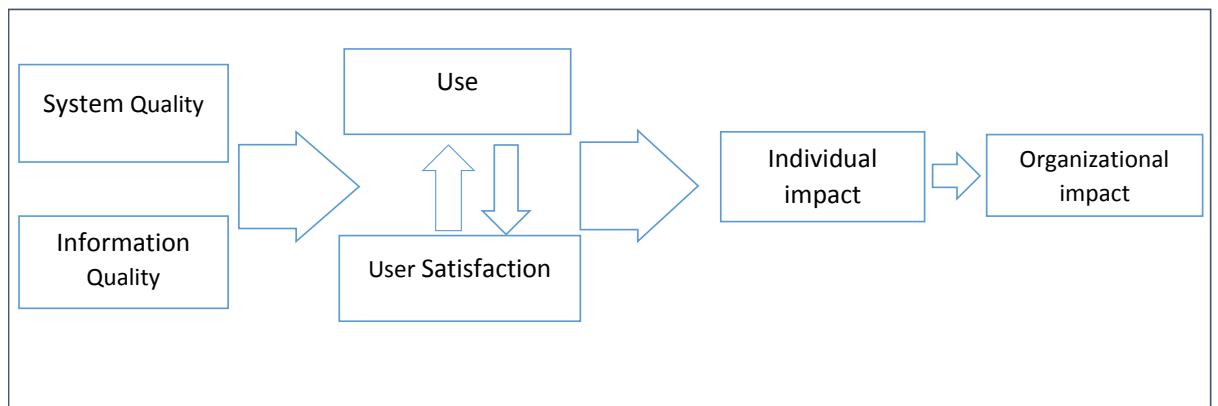 System Quality
Information
Quality
Use
User Satisfaction
Individual
impact
Organizational
impact